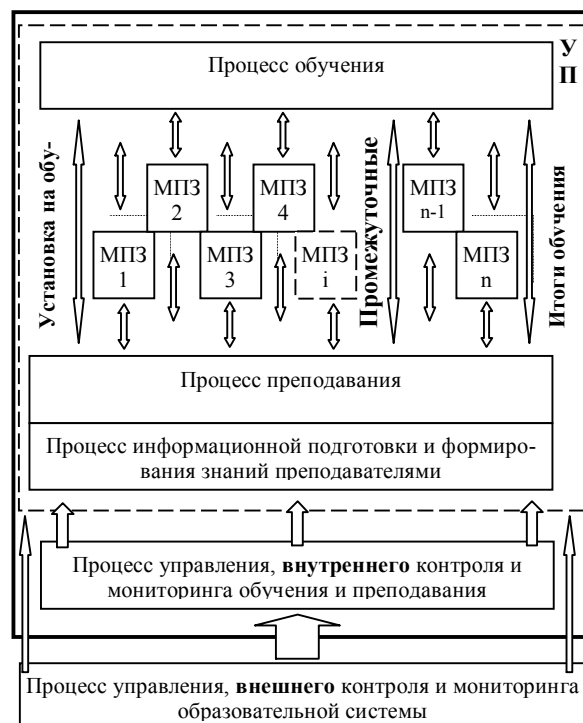 Процесс обучения
У
П
Установка на обу-
МПЗ
2
МПЗ
4
Промежуточные
МПЗ
n-1
Итоги обучения
МПЗ
1
МПЗ
3
МПЗ
i
МПЗ
n
Процесс преподавания
Процесс информационной подготовки и формиро-
вания знаний преподавателями
Процесс управления, внутреннего контроля и
мониторинга обучения и преподавания
Процесс управления, внешнего контроля и мониторинга
образовательной системы